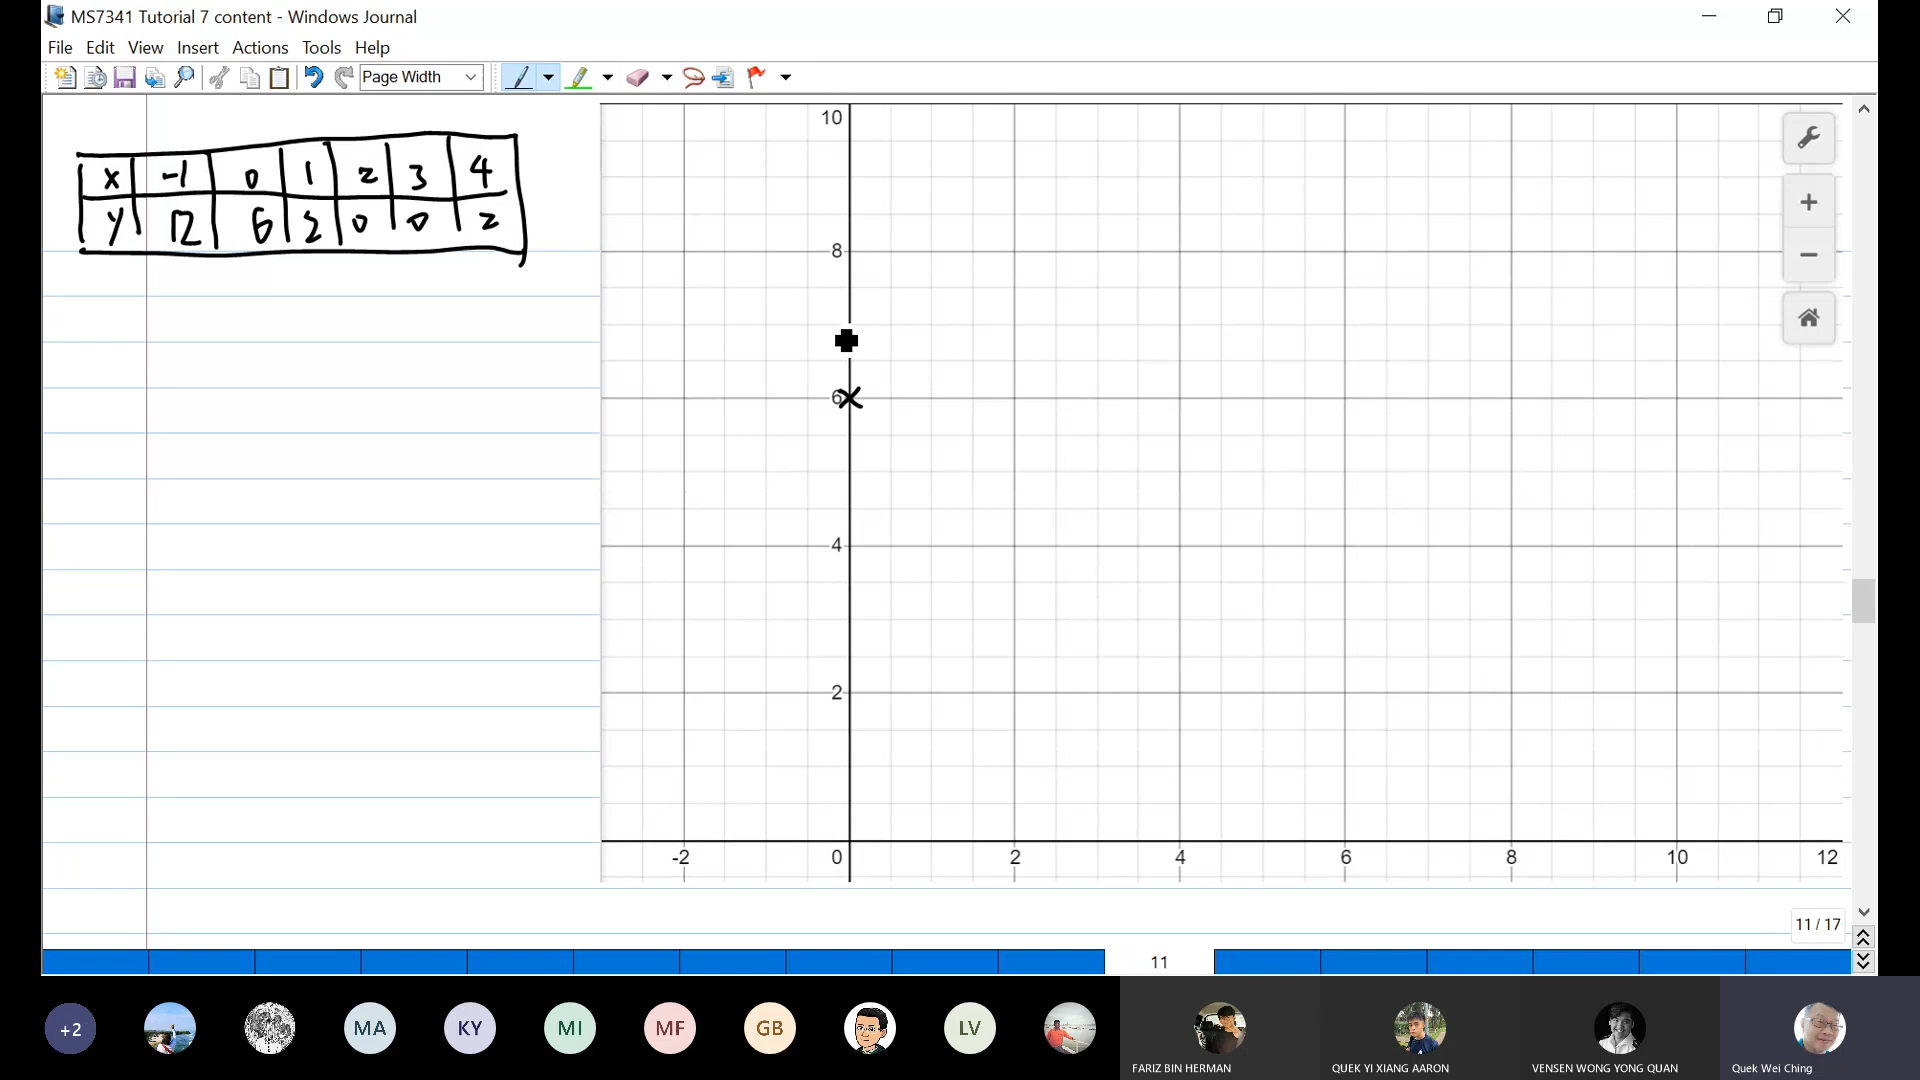 MS7341 Tutorial 7 content - Windows Journal
File Edit View Insert Actions Tools Help
Page Width
x -1 0 1 2 3 4
y 12 6 2 0 0 2
10
8
6
4
2
-2 0 2 4 6 8 10 12
11 / 17
11
+2 MA KY MI MF GB LV
FARIZ BIN HERMAN QUEK YI XIANG AARON VENSEN WONG YONG QUAN Quek Wei Ching